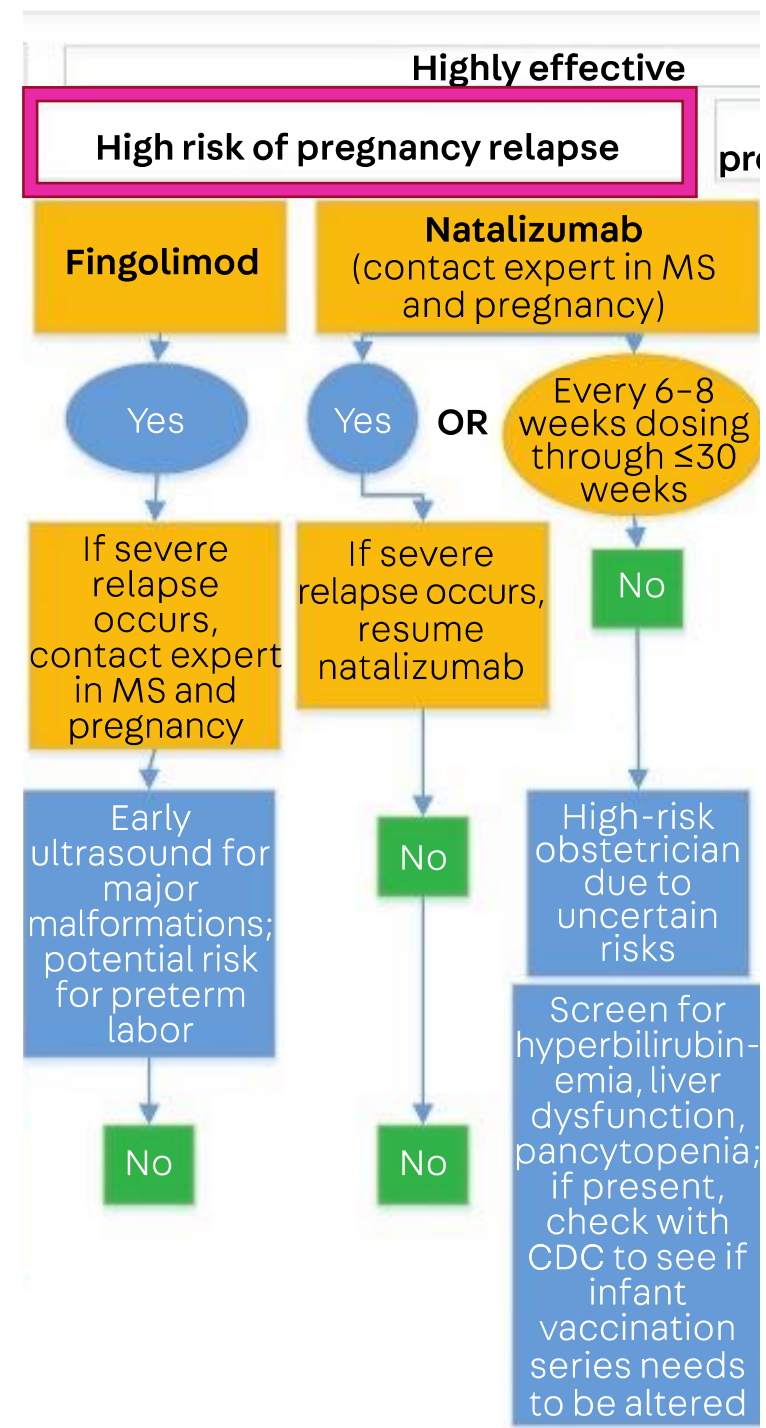 Highly effective
High risk of pregnancy relapse
Fingolimod
Natalizumab
(contact expert in MS
and pregnancy)
Yes
Yes
OR
Every 6–8
weeks dosing
through ≤30
weeks
If severe
relapse
occurs,
contact expert
in MS and
pregnancy
If severe
relapse occurs,
resume
natalizumab
No
Early
ultrasound for
major
malformations;
potential risk
for preterm
labor
No
High-risk
obstetrician
due to
uncertain
risks
Screen for
hyperbilirubin-
emia, liver
dysfunction,
pancytopenia;
if present,
check with
CDC to see if
infant
vaccination
series needs
to be altered
No
No